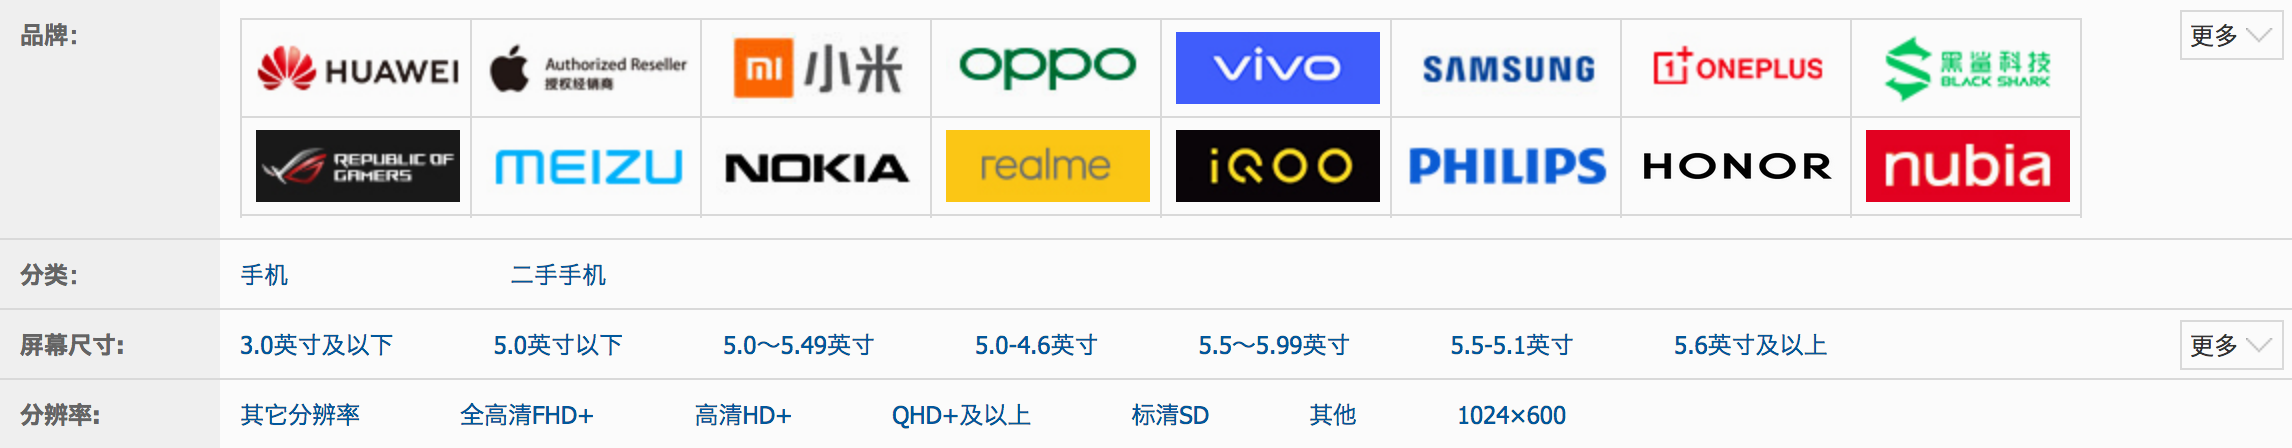 品牌: HUAWEI Authorized Reseller 授权经销商 小米 OPPO vivo SAMSUNG ONEPLUS 黑鲨科技 BLACK SHARK 更多
REPUBLIC OF GAMERS MEIZU NOKIA realme iQOO PHILIPS HONOR nubia
分类: 手机 二手手机
屏幕尺寸: 3.0英寸及以下 5.0英寸以下 5.0～5.49英寸 5.0-4.6英寸 5.5～5.99英寸 5.5-5.1英寸 5.6英寸及以上 更多
分辨率: 其它分辨率 全高清FHD+ 高清HD+ QHD+及以上 标清SD 其他 1024×600